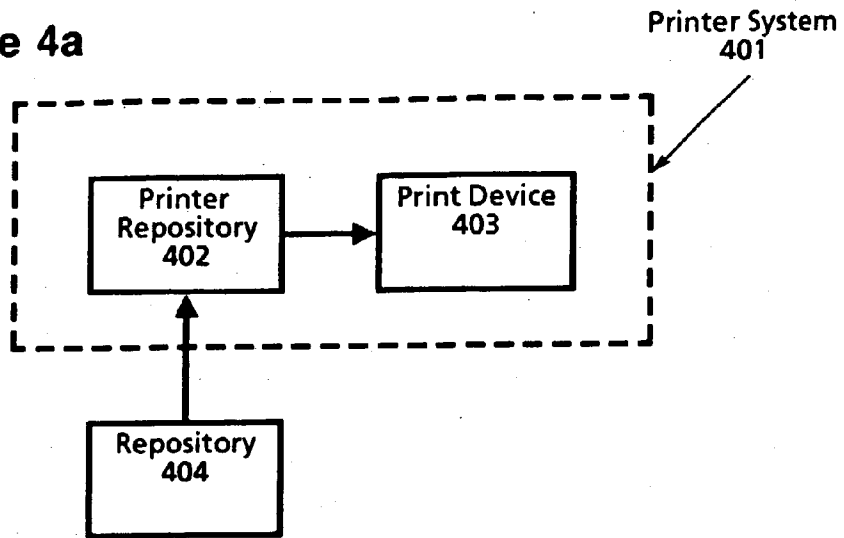 e 4a
Printer System
401
Printer
Repository
402
Print Device
403
Repository
404